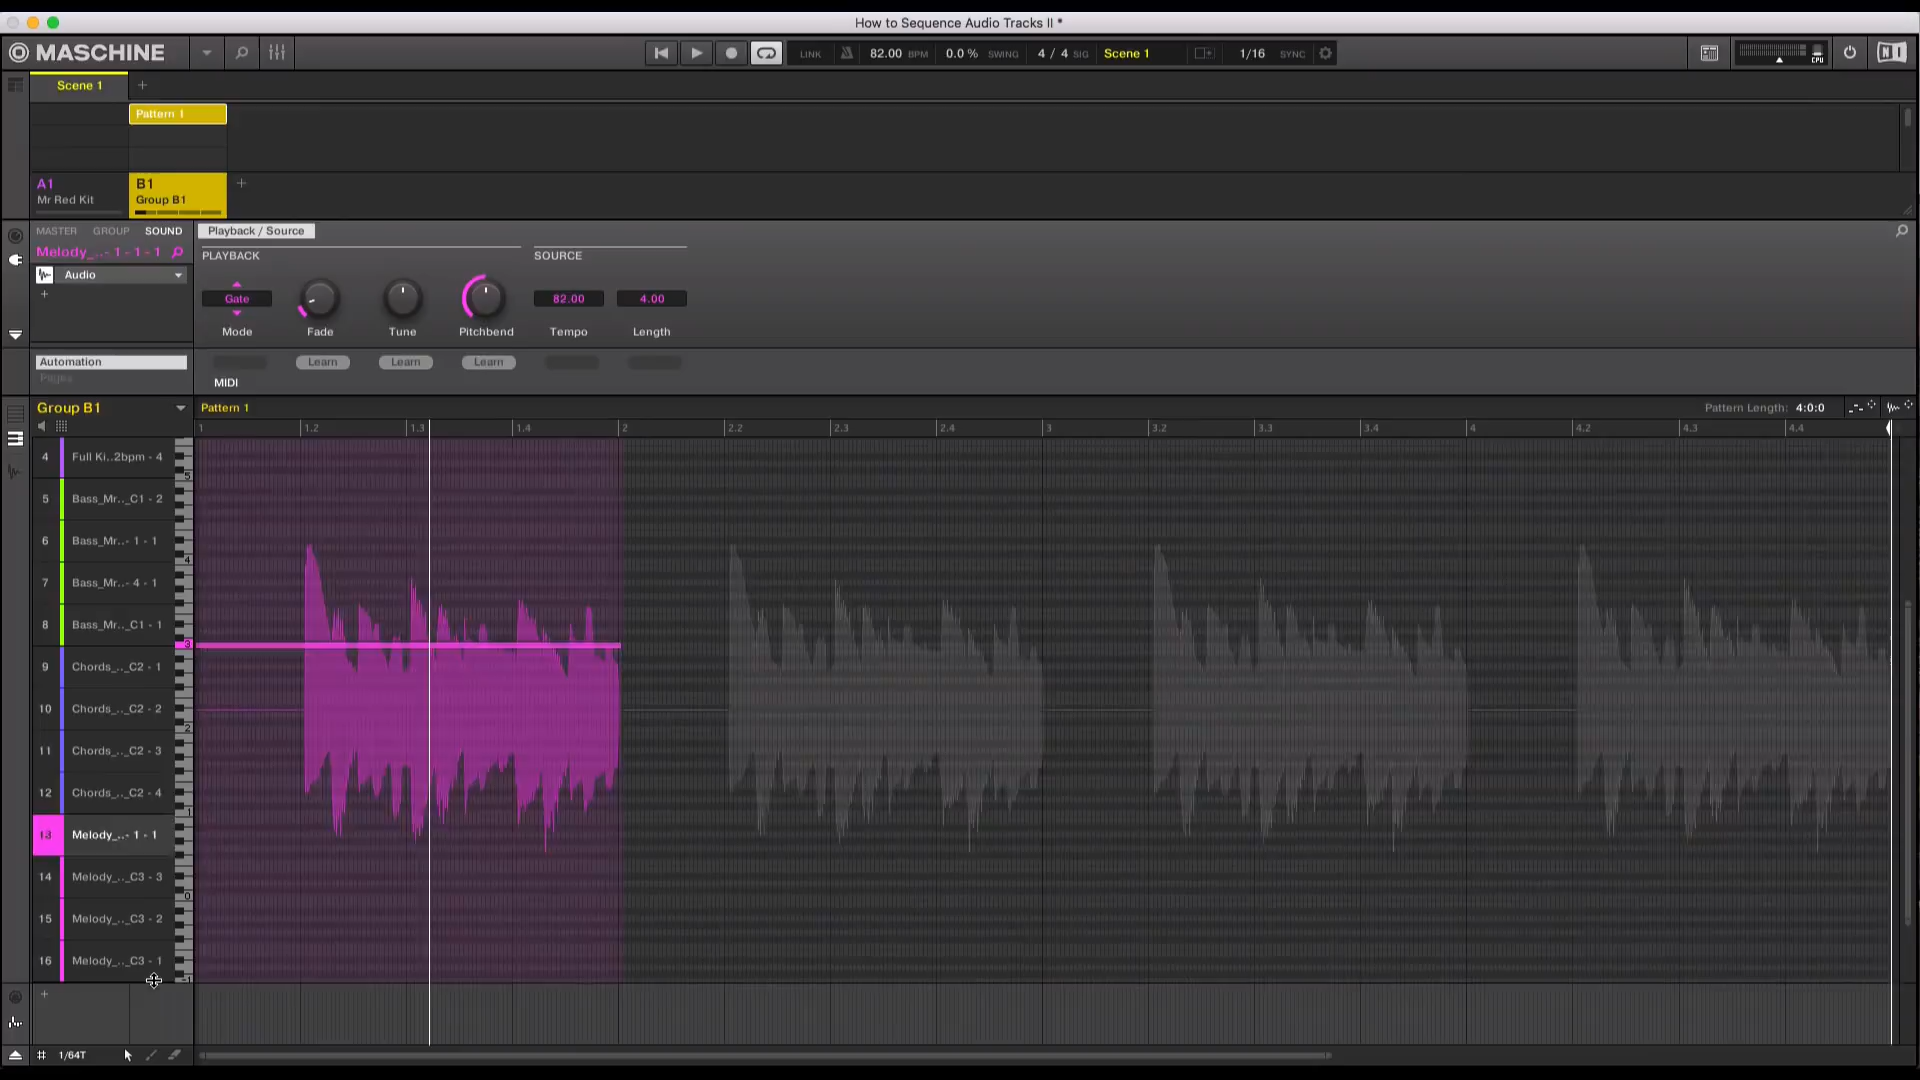 How to Sequence Audio Tracks II *
MASCHINE
LINK 82.00 BPM 0.0 % SWING 4 / 4 SIG Scene 1 1/16 SYNC CPU
Scene 1 +
Pattern 1
A1 B1 +
Mr Red Kit Group B1
MASTER GROUP SOUND Playback / Source
Melody_..- 1 - 1 - 1 PLAYBACK SOURCE
Audio
+
Gate 82.00 4.00
Mode Fade Tune Pitchbend Tempo Length
Automation Learn Learn Learn
Pages MIDI
Group B1 Pattern 1 Pattern Length: 4:0:0
1 1.2 1.3 1.4 2 2.2 2.3 2.4 3 3.2 3.3 3.4 4 4.2 4.3 4.4
4 Full Ki..2bpm - 4
5
5 Bass_Mr.._C1 - 2
6 Bass_Mr..- 1 - 1
4
7 Bass_Mr..- 4 - 1
8 Bass_Mr.._C1 - 1
3
9 Chords_.._C2 - 1
10 Chords_.._C2 - 2
2
11 Chords_.._C2 - 3
12 Chords_.._C2 - 4
1
13 Melody_..- 1 - 1
14 Melody_.._C3 - 3
0
15 Melody_.._C3 - 2
16 Melody_.._C3 - 1
-1
+
1/64T